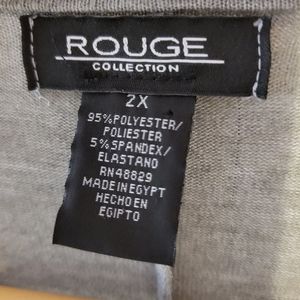 ROUGE
COLLECTION
2X
95%POLYESTER/
POLIESTER
5%SPANDEX/
ELASTANO
RN48829
MADE IN EGYPT
HECHO EN
EGIPTO